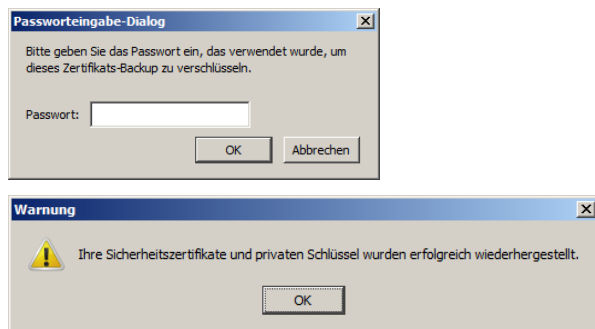 Passworteingabe-Dialog
Bitte geben Sie das Passwort ein, das verwendet wurde, um
dieses Zertifikats-Backup zu verschlüsseln.
Passwort:
OK Abbrechen
Warnung
Ihre Sicherheitszertifikate und privaten Schlüssel wurden erfolgreich wiederhergestellt.
OK